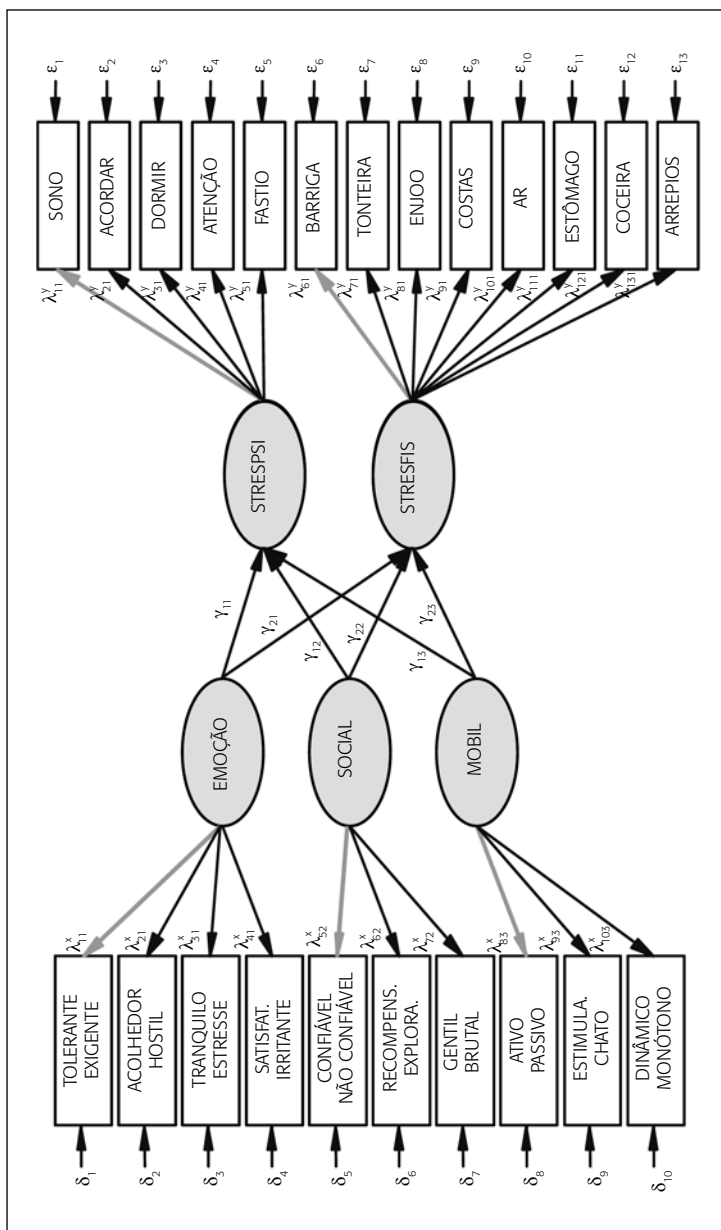 δ₁
δ₂
δ₃
δ₄
δ₅
δ₆
δ₇
δ₈
δ₉
δ₁₀
TOLERANTE
EXIGENTE
ACOLHEDOR
HOSTIL
TRANQUILO
ESTRESSE
SATISFAT.
IRRITANTE
CONFIÁVEL
NÃO CONFIÁVEL
RECOMPENS.
EXPLORA.
GENTIL
BRUTAL
ATIVO
PASSIVO
ESTIMULA.
CHATO
DINÂMICO
MONÓTONO
λˣ₁₁
λˣ₂₁
λˣ₃₁
λˣ₄₁
λˣ₅₂
λˣ₆₂
λˣ₇₂
λˣ₈₃
λˣ₉₃
λˣ₁₀₃
EMOÇÃO
SOCIAL
MOBIL
γ₁₁
γ₂₁
γ₁₂
γ₂₂
γ₁₃
γ₂₃
STRESPSI
STRESFIS
λʸ₁₁
λʸ₂₁
λʸ₃₁
λʸ₄₁
λʸ₅₁
λʸ₆₁
λʸ₇₁
λʸ₈₁
λʸ₉₁
λʸ₁₀₁
λʸ₁₁₁
λʸ₁₂₁
λʸ₁₃₁
SONO
ACORDAR
DORMIR
ATENÇÃO
FASTIO
BARRIGA
TONTEIRA
ENJOO
COSTAS
AR
ESTÔMAGO
COCEIRA
ARREPIOS
ε₁
ε₂
ε₃
ε₄
ε₅
ε₆
ε₇
ε₈
ε₉
ε₁₀
ε₁₁
ε₁₂
ε₁₃